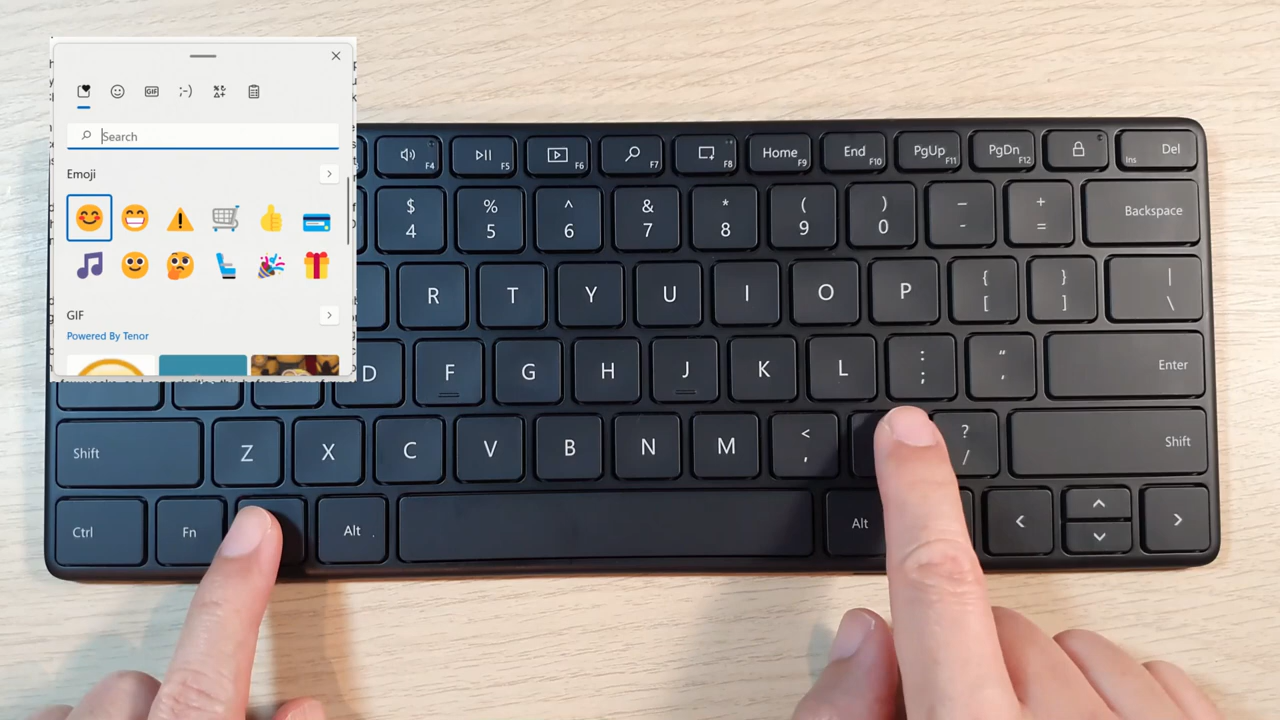 GIF ;-)
Search
Emoji
GIF
Powered By Tenor
F4 F5 F6 F7 F8 Home F9 End F10 PgUp F11 PgDn F12 Ins Del
$ 4 % 5 ^ 6 & 7 * 8 ( 9 ) 0 — - + = Backspace
R T Y U I O P { [ } ] | \
D F G H J K L : ; “ ‘ Enter
Shift Z X C V B N M < , ? / Shift
Ctrl Fn Alt Alt